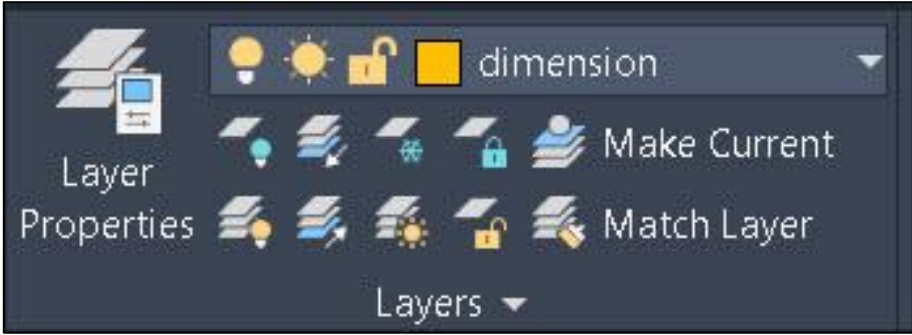 dimension
Make Current
Layer
Properties
Match Layer
Layers